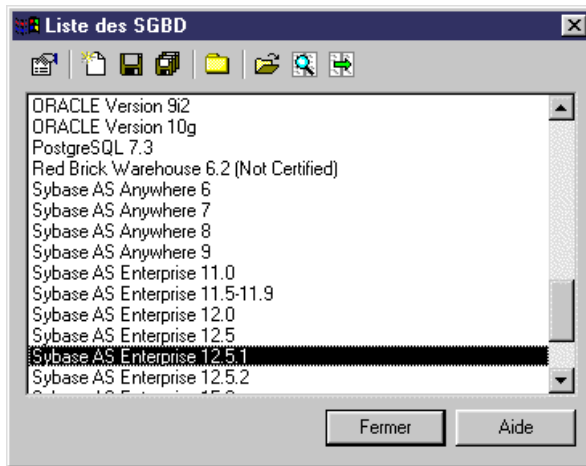 Liste des SGBD
ORACLE Version 9i2
ORACLE Version 10g
PostgreSQL 7.3
Red Brick Warehouse 6.2 (Not Certified)
Sybase AS Anywhere 6
Sybase AS Anywhere 7
Sybase AS Anywhere 8
Sybase AS Anywhere 9
Sybase AS Enterprise 11.0
Sybase AS Enterprise 11.5-11.9
Sybase AS Enterprise 12.0
Sybase AS Enterprise 12.5
Sybase AS Enterprise 12.5.1
Sybase AS Enterprise 12.5.2
Sybase AS Enterprise
Fermer
Aide